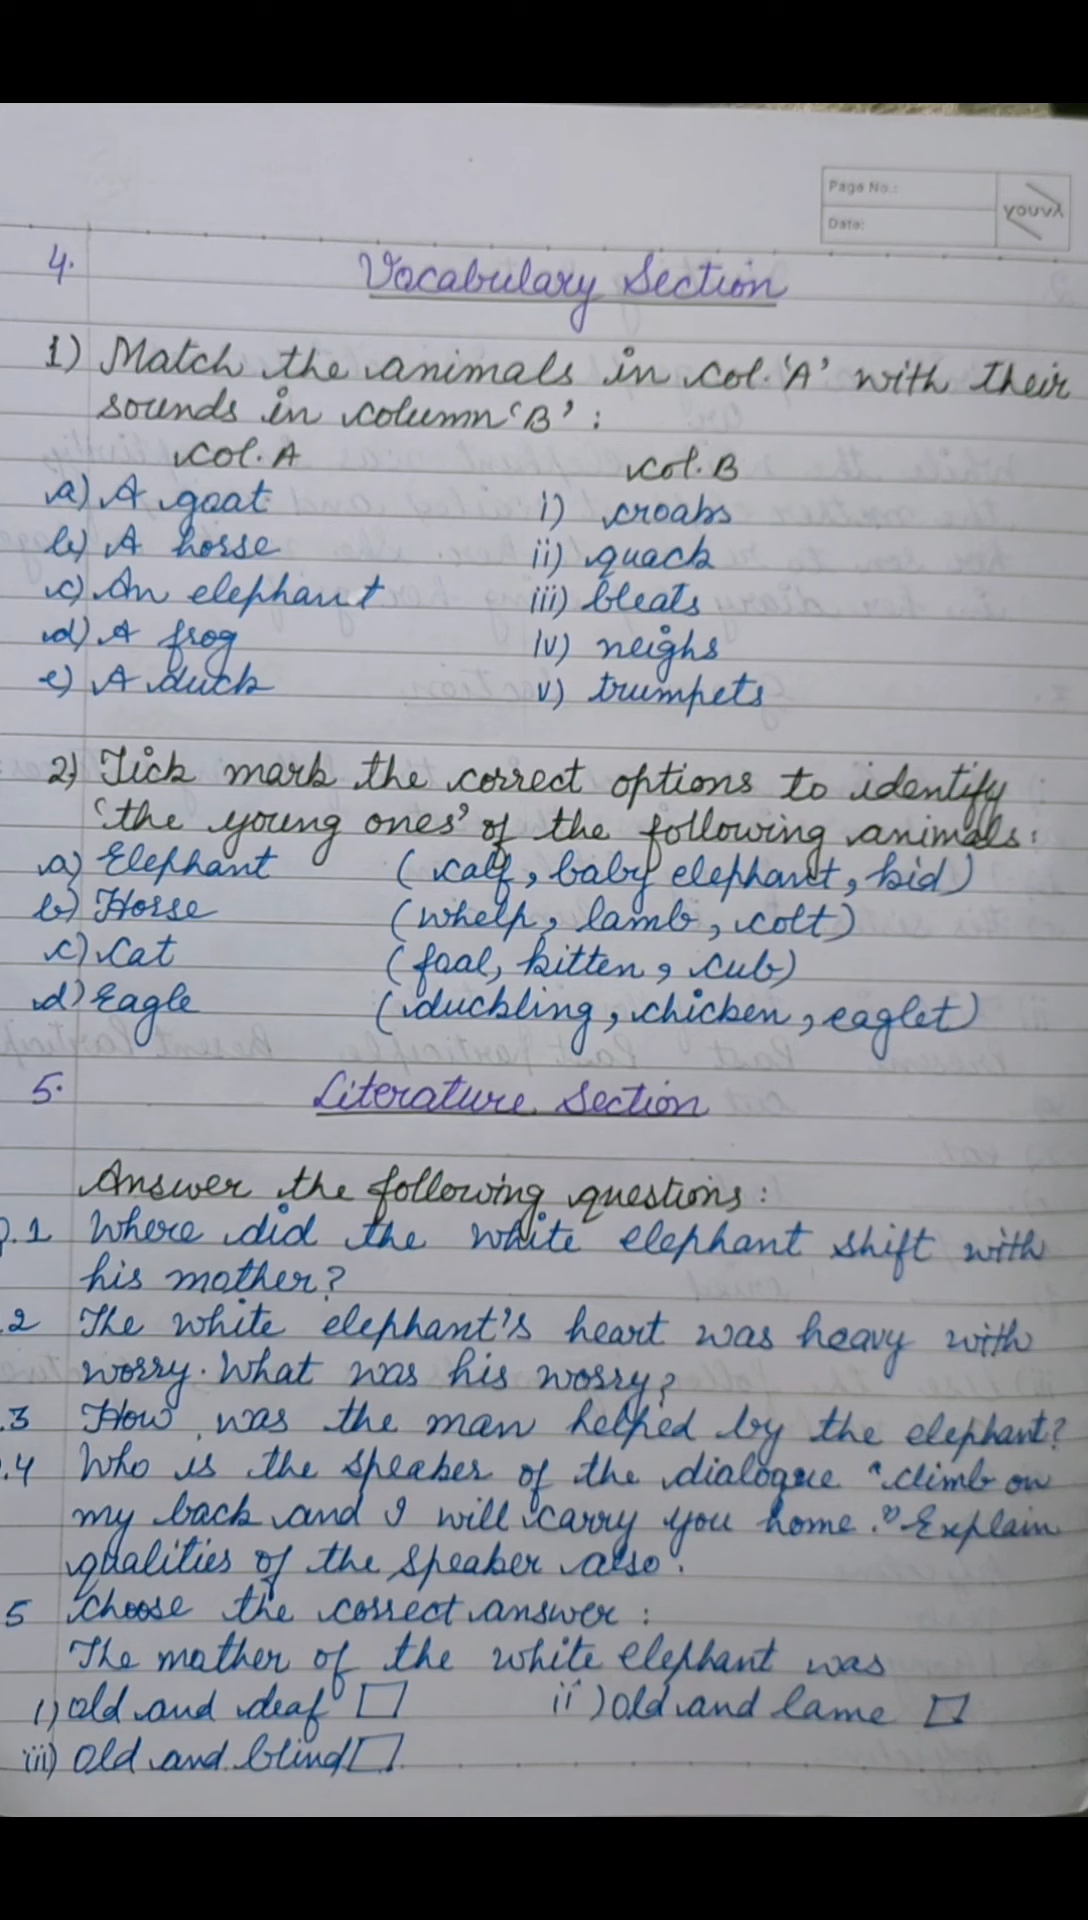 Page No.:
Date:
youva
4. Vocabulary Section
1) Match the animals in col. 'A' with their
sounds in column 'B' :
col. A col. B
a) A goat i) croaks
b) A horse ii) quack
c) An elephant iii) bleats
d) A frog iv) neighs
e) A duck v) trumpets
2) Tick mark the correct options to identify
'the young ones' of the following animals:
a) Elephant (calf, baby elephant, kid)
b) Horse (whelp, lamb, colt)
c) Cat (foal, kitten, cub)
d) Eagle (duckling, chicken, eaglet)
5. Literature Section
Answer the following questions:
Q.1 Where did the white elephant shift with
his mother?
.2 The white elephant's heart was heavy with
worry. What was his worry?
.3 How was the man helped by the elephant?
.4 Who is the speaker of the dialogue "climb on
my back and I will carry you home." Explain
qualities of the speaker also.
5 Choose the correct answer:
The mother of the white elephant was
i) old and deaf ii) old and lame
iii) old and blind